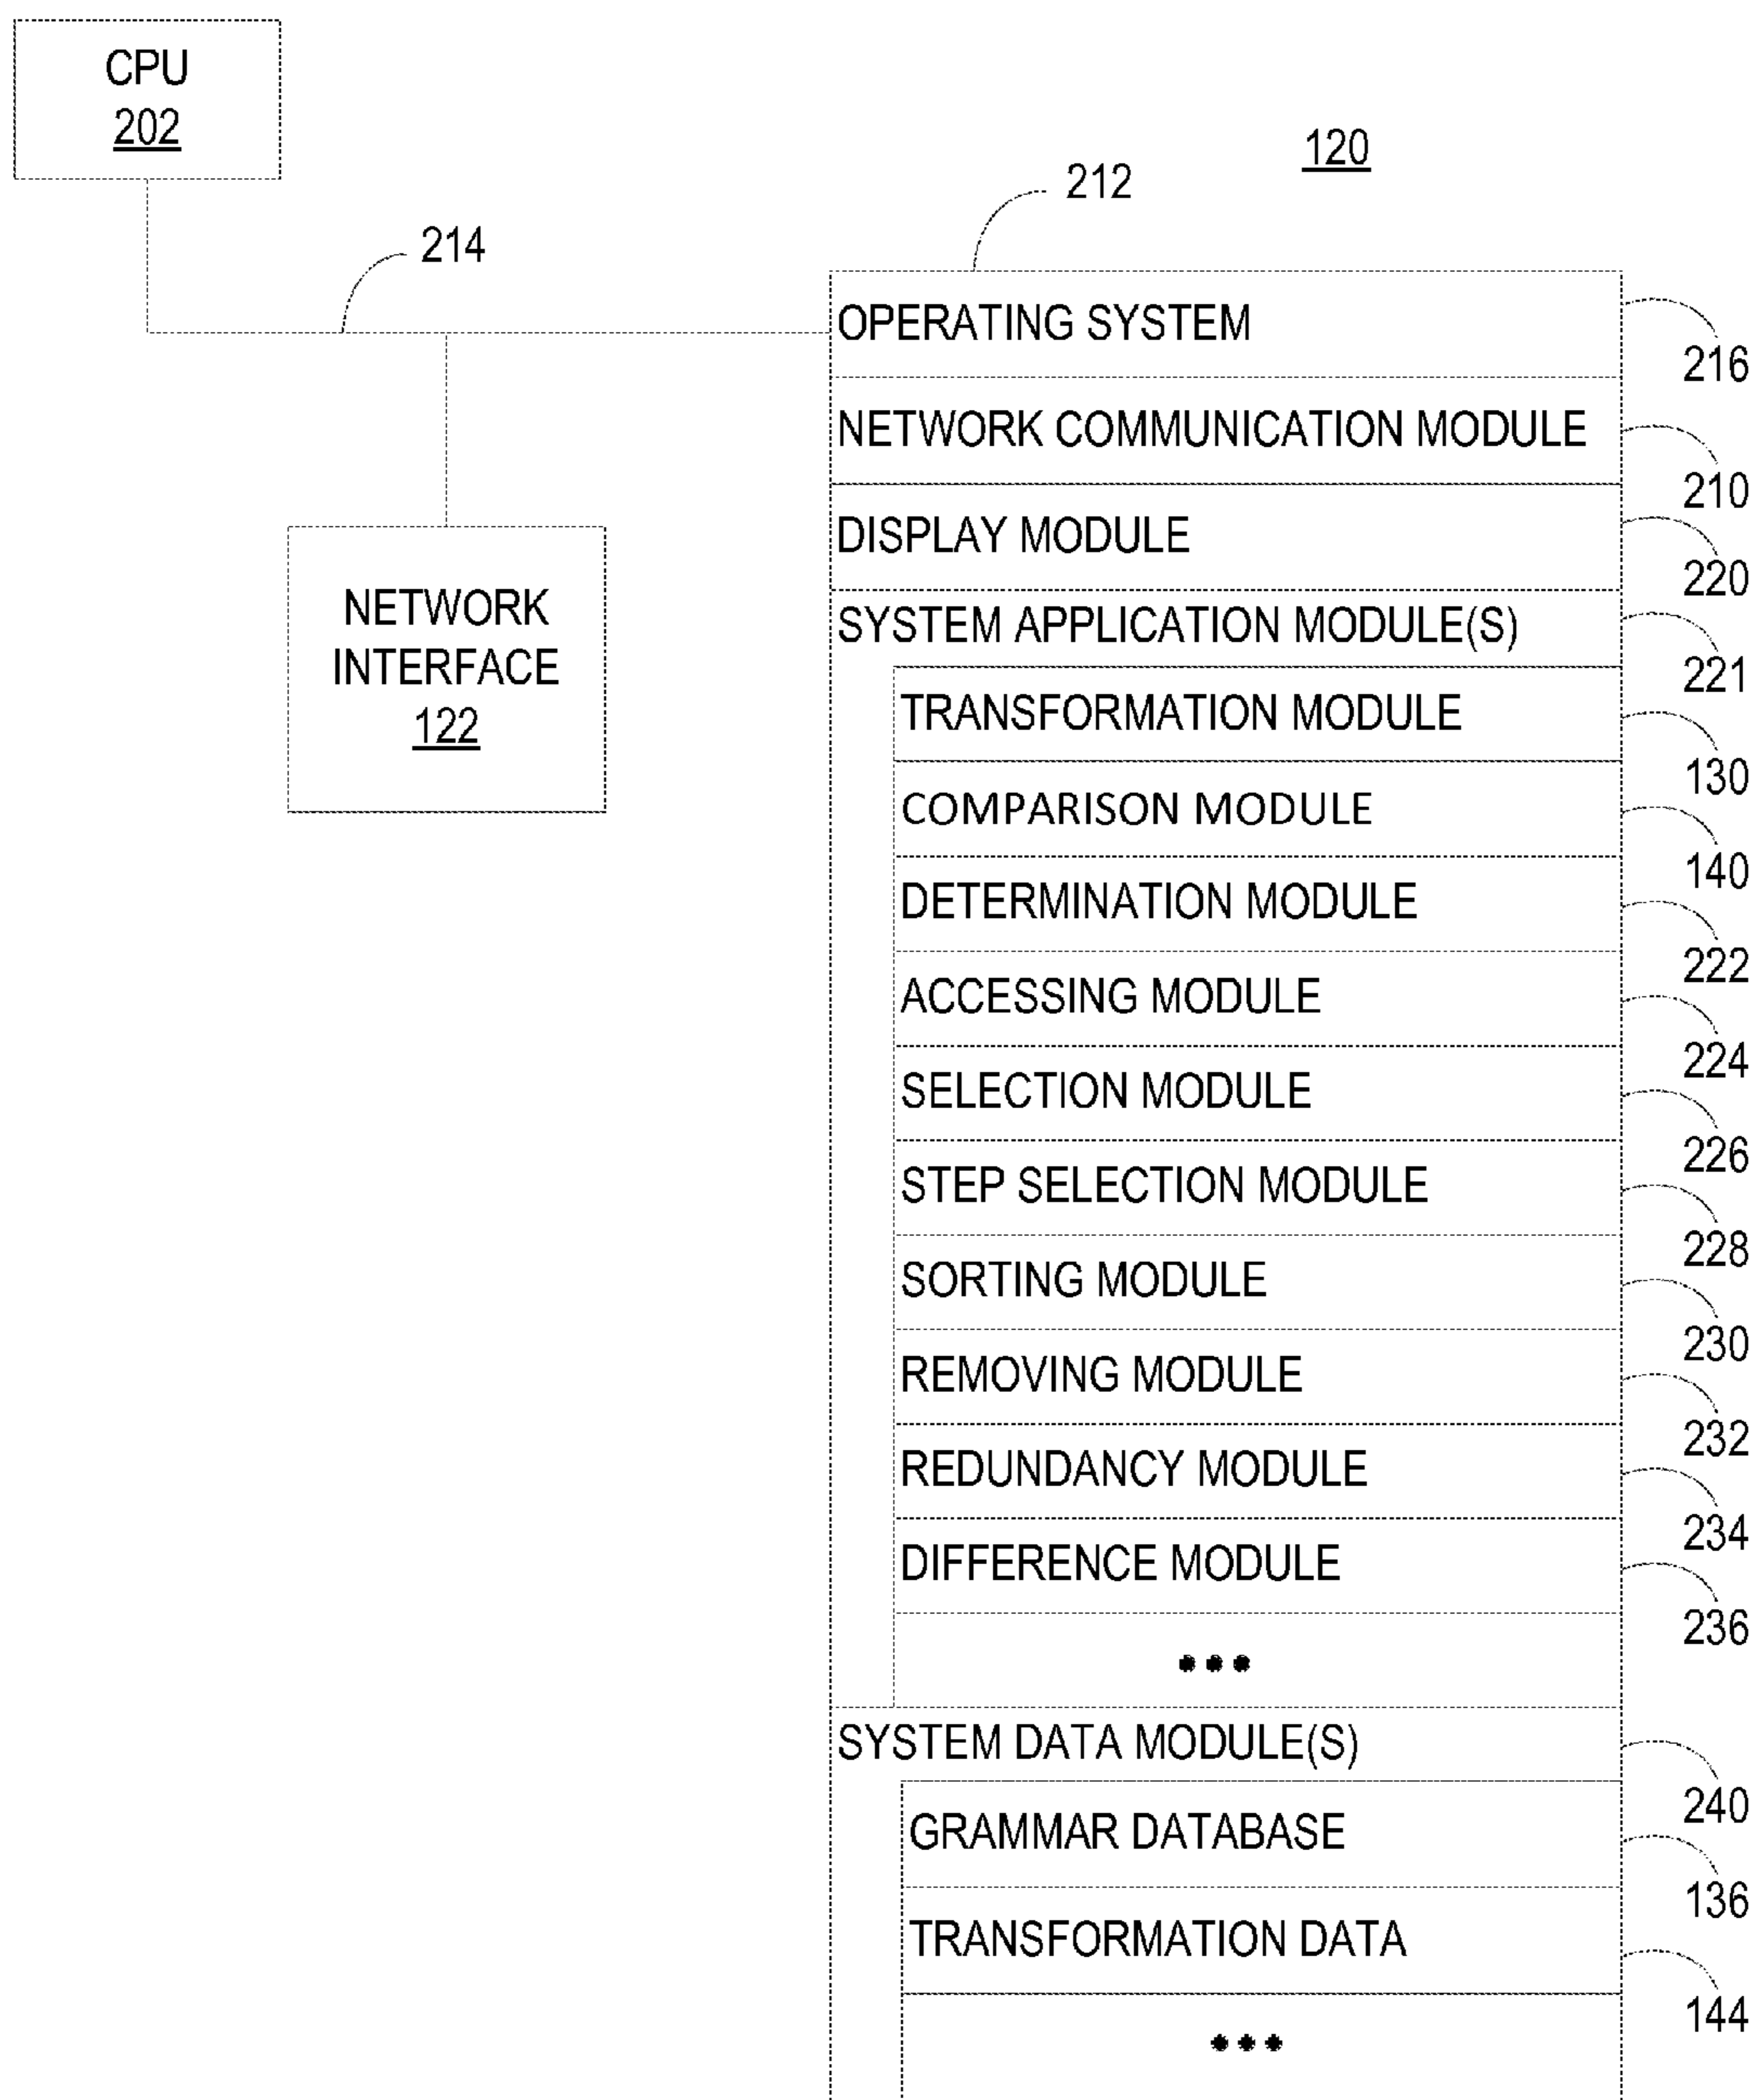 CPU
202
120
212
214
OPERATING SYSTEM
216
NETWORK COMMUNICATION MODULE
210
DISPLAY MODULE
220
NETWORK
INTERFACE
122
SYSTEM APPLICATION MODULE(S)
221
TRANSFORMATION MODULE
130
COMPARISON MODULE
140
DETERMINATION MODULE
222
ACCESSING MODULE
224
SELECTION MODULE
226
STEP SELECTION MODULE
228
SORTING MODULE
230
REMOVING MODULE
232
REDUNDANCY MODULE
234
DIFFERENCE MODULE
236
•••
SYSTEM DATA MODULE(S)
240
GRAMMAR DATABASE
136
TRANSFORMATION DATA
144
•••